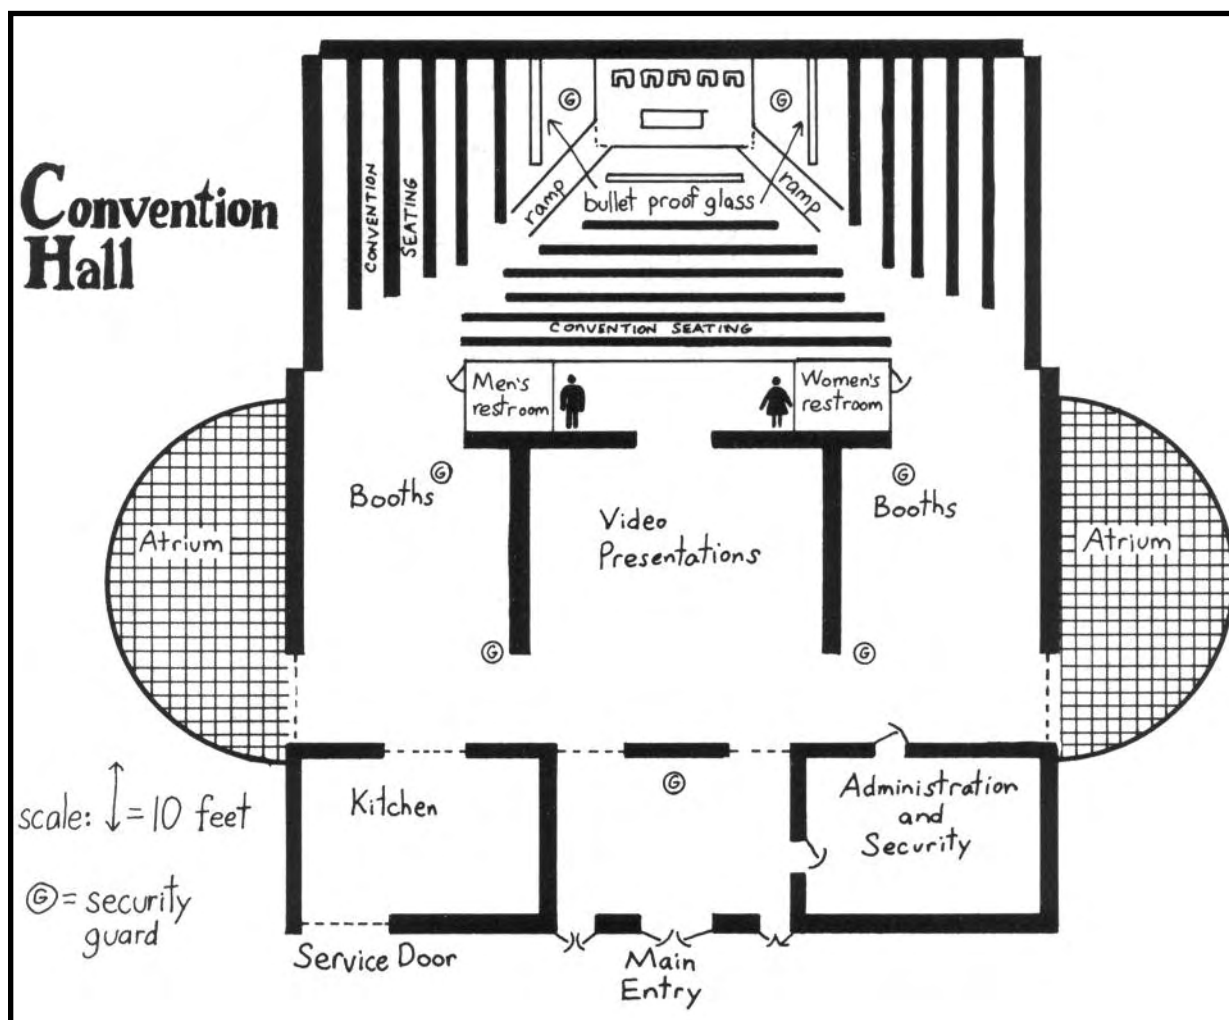 Convention
Hall
G
G
CONVENTION
SEATING
ramp
bullet proof glass
ramp
CONVENTION SEATING
Men's
restroom
Women's
restroom
G
G
Booths
Booths
Video
Presentations
Atrium
Atrium
G
G
G
Kitchen
Administration
and
Security
scale: = 10 feet
G = security
guard
Service Door
Main
Entry